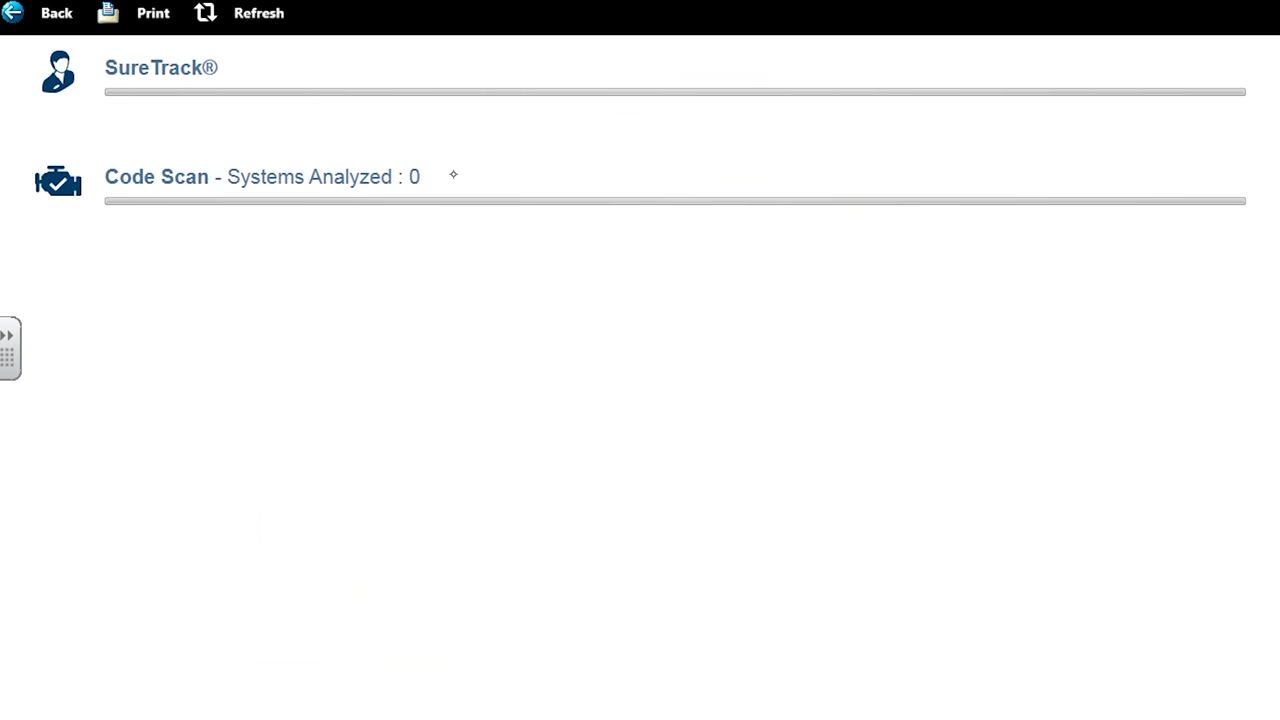 Back Print Refresh
SureTrack®
Code Scan - Systems Analyzed : 0